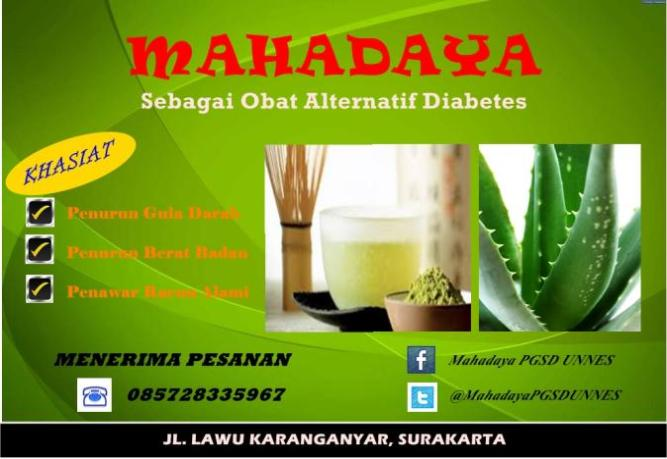 MAHADAYA
Sebagai Obat Alternatif Diabetes
KHASIAT
Penurun Gula Darah
Penurun Berat Badan
Penawar Racun Alami
MENERIMA PESANAN
085728335967
Mahadaya PGSD UNNES
@MahadayaPGSDUNNES
JL. LAWU KARANGANYAR, SURAKARTA